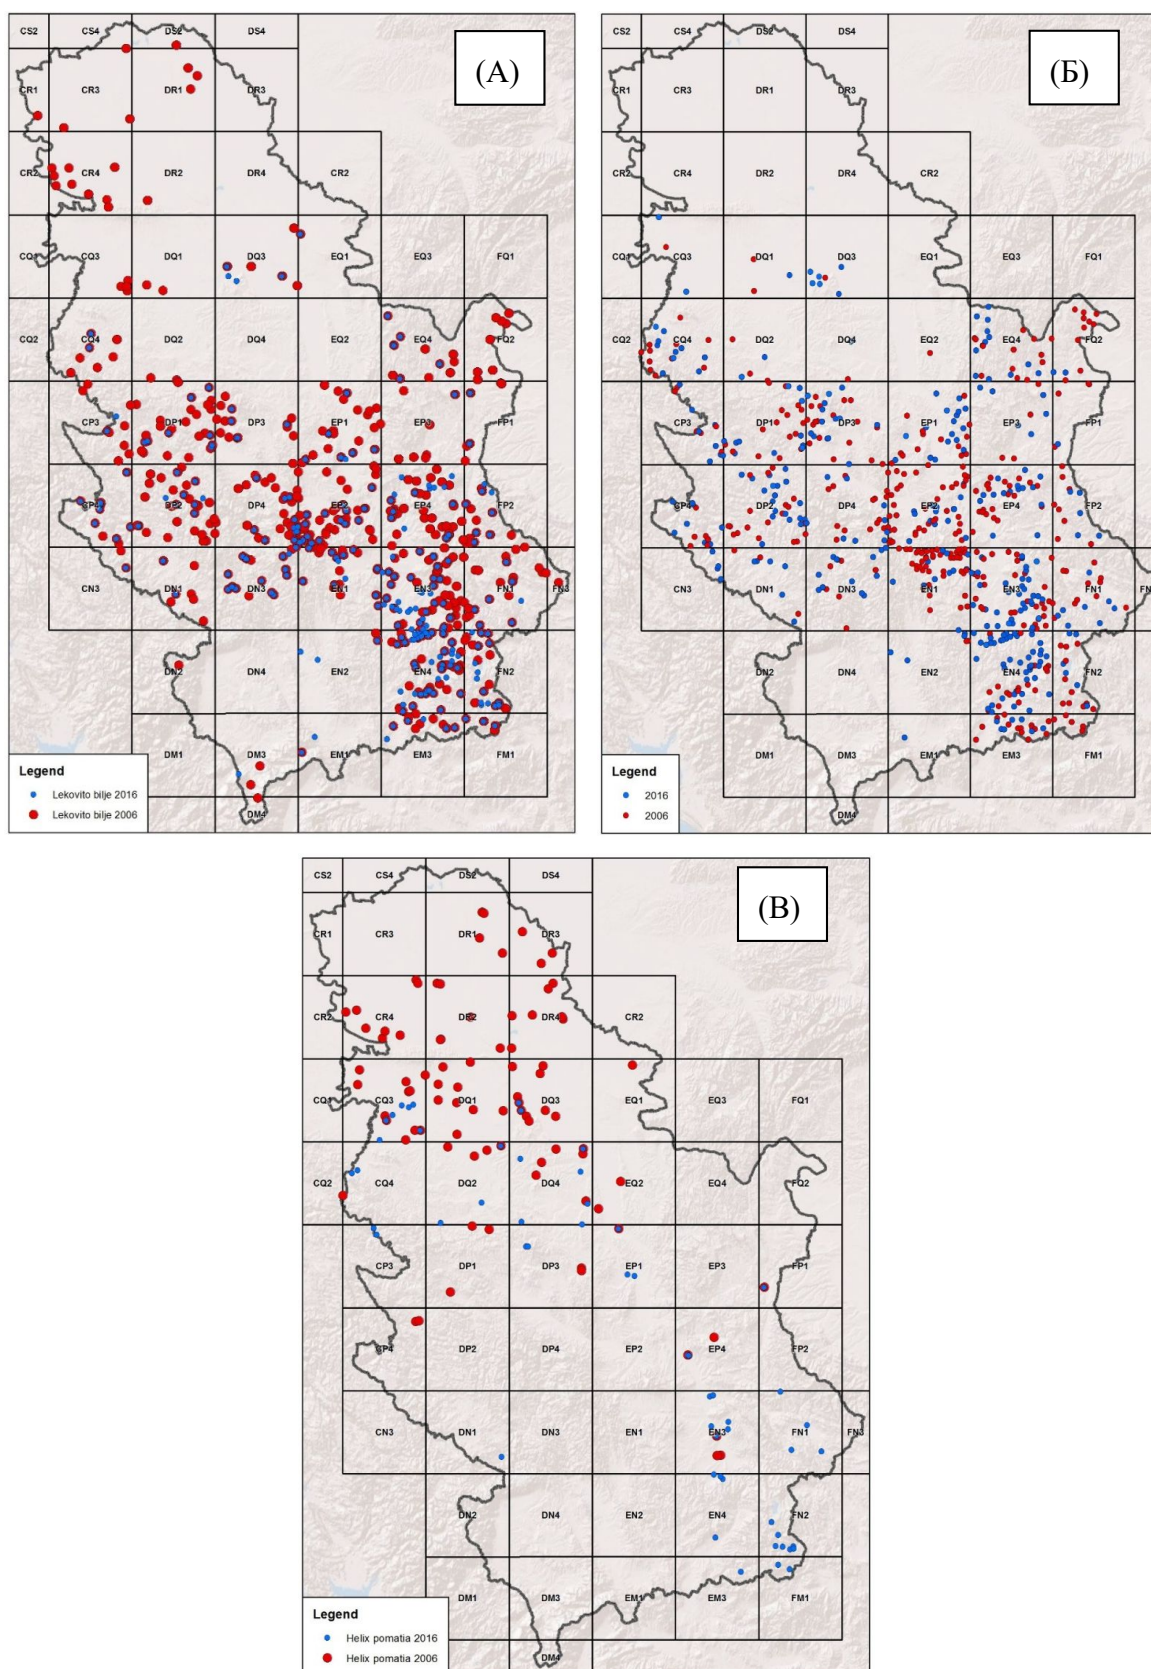 CS2 CS4 DS2 DS4
(А)
CR1 CR3 DR1 DR3
CR2 CR4 DR2 DR4 CR2
CQ1 CQ3 DQ1 DQ3 EQ1 EQ3 FQ1
CQ2 CQ4 DQ2 DQ4 EQ2 EQ4 FQ2
CP3 DP1 DP3 EP1 EP3 FP1
CP4 DP2 DP4 EP2 EP4 FP2
CN3 DN1 DN3 EN1 EN3 FN1 FN3
DN2 DN4 EN2 EN4 FN2
DM1 DM3 EM1 EM3 FM1
DM4
Legend
Lekovito bilje 2016
Lekovito bilje 2006
CS2 CS4 DS2 DS4
(Б)
CR1 CR3 DR1 DR3
CR2 CR4 DR2 DR4 CR2
CQ1 CQ3 DQ1 DQ3 EQ1 EQ3 FQ1
CQ2 CQ4 DQ2 DQ4 EQ2 EQ4 FQ2
CP3 DP1 DP3 EP1 EP3 FP1
CP4 DP2 DP4 EP2 EP4 FP2
CN3 DN1 DN3 EN1 EN3 FN1 FN
DN2 DN4 EN2 EN4 FN2
DM1 DM3 EM1 EM3 FM1
DM4
Legend
2016
2006
CS2 CS4 DS2 DS4
(В)
CR1 CR3 DR1 DR3
CR2 CR4 DR2 DR4 CR2
CQ1 CQ3 DQ1 DQ3 EQ1 EQ3 FQ1
CQ2 CQ4 DQ2 DQ4 EQ2 EQ4 FQ2
CP3 DP1 DP3 EP1 EP3 FP1
CP4 DP2 DP4 EP2 EP4 FP2
CN3 DN1 DN3 EN1 EN3 FN1 FN3
DN2 DN4 EN2 EN4 FN2
DM1 DM3 EM1 EM3 FM1
DM4
Legend
Helix pomatia 2016
Helix pomatia 2006